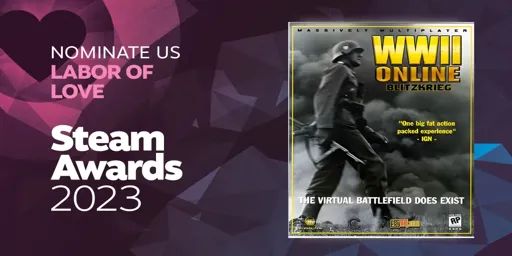 NOMINATE US
LABOR OF
LOVE
Steam
Awards
2023
MASSIVELY MULTIPLAYER
WWII
ONLINE
BLITZKRIEG
"One big fat action
packed experience"
- IGN -
THE VIRTUAL BATTLEFIELD DOES EXIST
RP